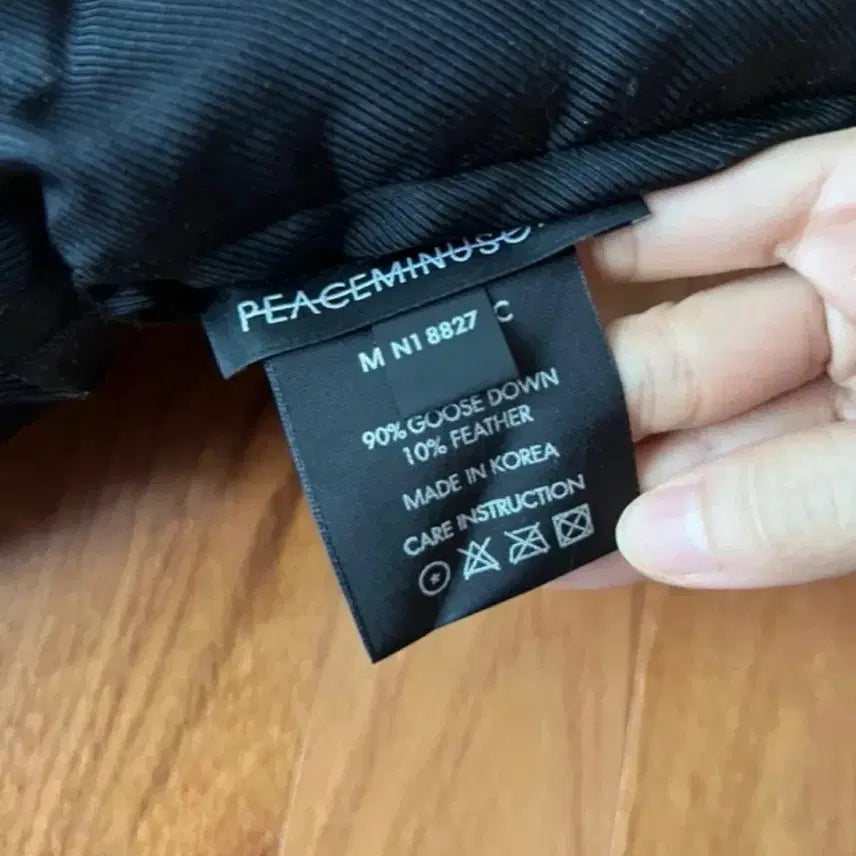 PEACEMINUSO
N1 8827
M C
90% GOOSE DOWN
10% FEATHER
MADE IN KOREA
CARE INSTRUCTION